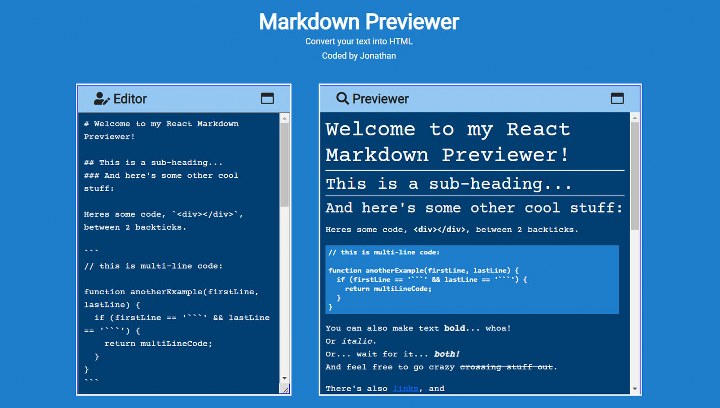 Markdown Previewer
Convert your text into HTML
Coded by Jonathan
Editor
# Welcome to my React Markdown
Previewer!
## This is a sub-heading...
### And here's some other cool
stuff:
Heres some code, `<div></div>`,
between 2 backticks.
```
// this is multi-line code:
function anotherExample(firstLine,
lastLine) {
  if (firstLine == '```' && lastLine
== '```') {
    return multiLineCode;
  }
}
```
Previewer
Welcome to my React
Markdown Previewer!
This is a sub-heading...
And here's some other cool stuff:
Heres some code, <div></div>, between 2 backticks.
// this is multi-line code:
function anotherExample(firstLine, lastLine) {
  if (firstLine == '```' && lastLine == '```') {
    return multiLineCode;
  }
}
You can also make text bold... whoa!
Or italic.
Or... wait for it... both!
And feel free to go crazy crossing stuff out.
There's also links, and